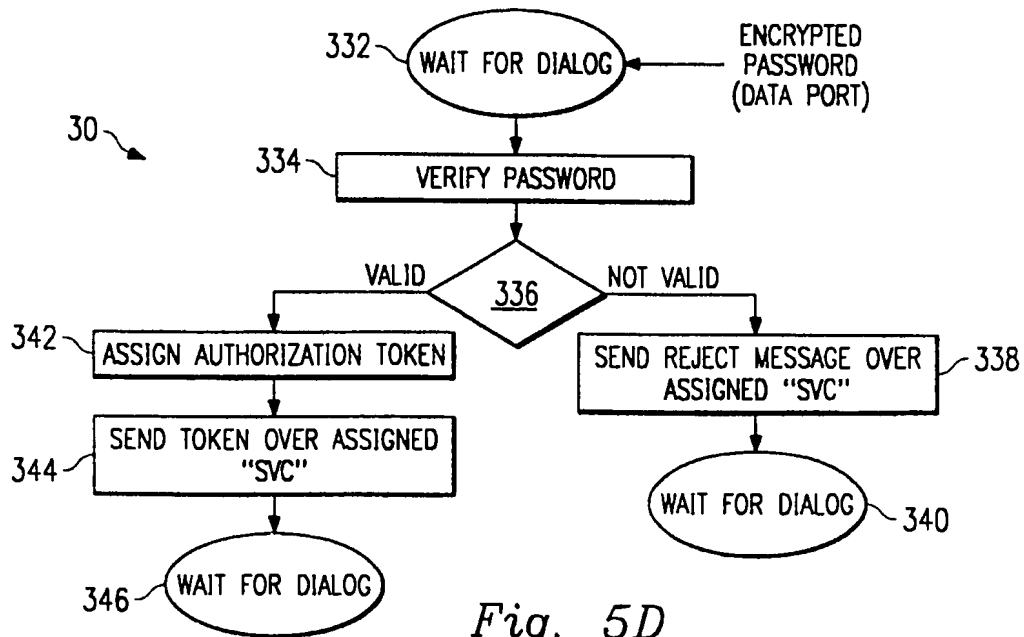 332
WAIT FOR DIALOG
ENCRYPTED
PASSWORD
(DATA PORT)
30
334
VERIFY PASSWORD
VALID
336
NOT VALID
342
ASSIGN AUTHORIZATION TOKEN
SEND REJECT MESSAGE OVER
ASSIGNED "SVC"
338
344
SEND TOKEN OVER ASSIGNED
"SVC"
WAIT FOR DIALOG
340
346
WAIT FOR DIALOG
Fig. 5D